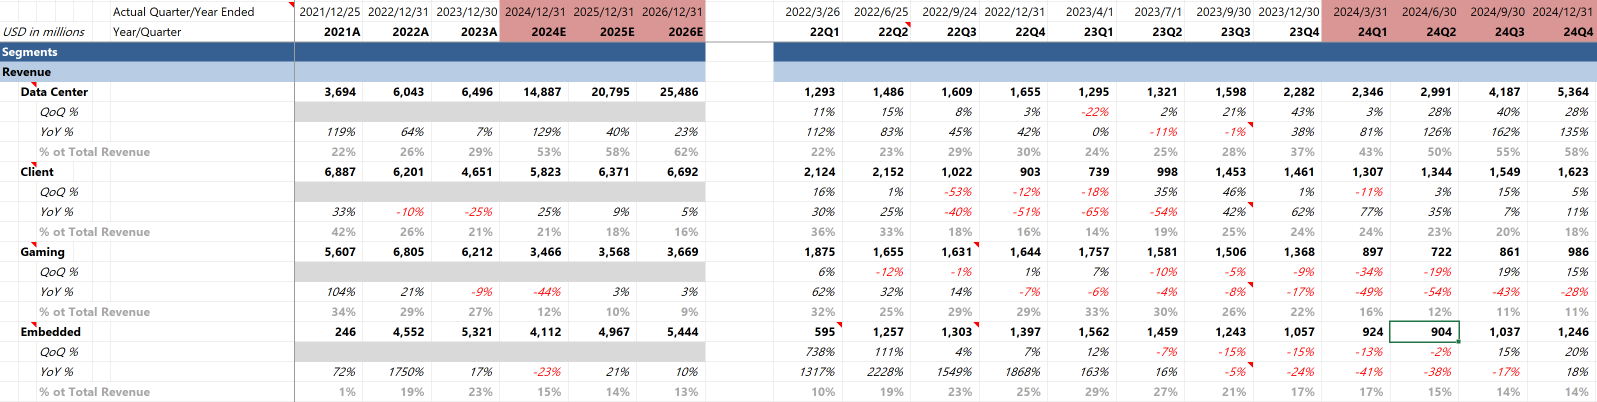 Actual Quarter/Year Ended 2021/12/25 2022/12/31 2023/12/30 2024/12/31 2025/12/31 2026/12/31 2022/3/26 2022/6/25 2022/9/24 2022/12/31 2023/4/1 2023/7/1 2023/9/30 2023/12/30 2024/3/31 2024/6/30 2024/9/30 2024/12/31
USD in millions Year/Quarter 2021A 2022A 2023A 2024E 2025E 2026E 22Q1 22Q2 22Q3 22Q4 23Q1 23Q2 23Q3 23Q4 24Q1 24Q2 24Q3 24Q4
Segments
Revenue
Data Center 3,694 6,043 6,496 14,887 20,795 25,486 1,293 1,486 1,609 1,655 1,295 1,321 1,598 2,282 2,346 2,991 4,187 5,364
QoQ % 11% 15% 8% 3% -22% 2% 21% 43% 3% 28% 40% 28%
YoY % 119% 64% 7% 129% 40% 23% 112% 83% 45% 42% 0% -11% -1% 38% 81% 126% 162% 135%
% ot Total Revenue 22% 26% 29% 53% 58% 62% 22% 23% 29% 30% 24% 25% 28% 37% 43% 50% 55% 58%
Client 6,887 6,201 4,651 5,823 6,371 6,692 2,124 2,152 1,022 903 739 998 1,453 1,461 1,307 1,344 1,549 1,623
QoQ % 16% 1% -53% -12% -18% 35% 46% 1% -11% 3% 15% 5%
YoY % 33% -10% -25% 25% 9% 5% 30% 25% -40% -51% -65% -54% 42% 62% 77% 35% 7% 11%
% ot Total Revenue 42% 26% 21% 21% 18% 16% 36% 33% 18% 16% 14% 19% 25% 24% 24% 23% 20% 18%
Gaming 5,607 6,805 6,212 3,466 3,568 3,669 1,875 1,655 1,631 1,644 1,757 1,581 1,506 1,368 897 722 861 986
QoQ % 6% -12% -1% 1% 7% -10% -5% -9% -34% -19% 19% 15%
YoY % 104% 21% -9% -44% 3% 3% 62% 32% 14% -7% -6% -4% -8% -17% -49% -54% -43% -28%
% ot Total Revenue 34% 29% 27% 12% 10% 9% 32% 25% 29% 29% 33% 30% 26% 22% 16% 12% 11% 11%
Embedded 246 4,552 5,321 4,112 4,967 5,444 595 1,257 1,303 1,397 1,562 1,459 1,243 1,057 924 904 1,037 1,246
QoQ % 738% 111% 4% 7% 12% -7% -15% -15% -13% -2% 15% 20%
YoY % 72% 1750% 17% -23% 21% 10% 1317% 2228% 1549% 1868% 163% 16% -5% -24% -41% -38% -17% 18%
% ot Total Revenue 1% 19% 23% 15% 14% 13% 10% 19% 23% 25% 29% 27% 21% 17% 17% 15% 14% 14%